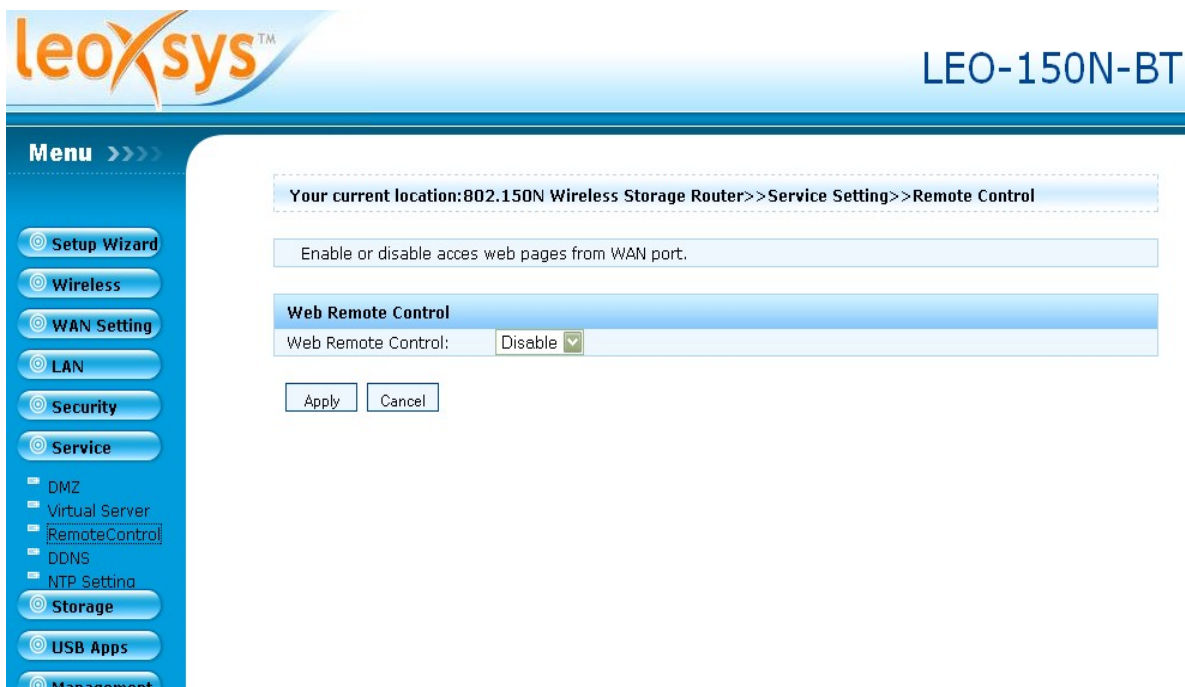 leoxsys™
LEO-150N-BT
Menu >>>>
Setup Wizard
Wireless
WAN Setting
LAN
Security
Service
DMZ
Virtual Server
RemoteControl
DDNS
NTP Setting
Storage
USB Apps
Management
Your current location:802.150N Wireless Storage Router>>Service Setting>>Remote Control
Enable or disable acces web pages from WAN port.
Web Remote Control
Web Remote Control: Disable
Apply Cancel